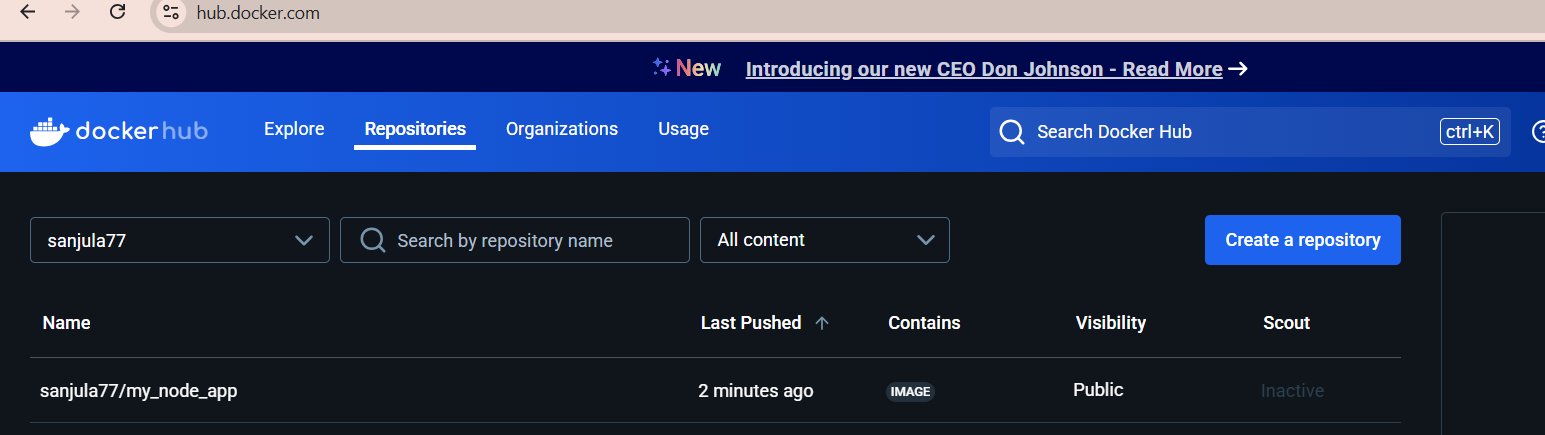 hub.docker.com
New Introducing our new CEO Don Johnson - Read More →
docker hub Explore Repositories Organizations Usage Search Docker Hub ctrl+K ?
sanjula77 Search by repository name All content Create a repository
Name Last Pushed ↑ Contains Visibility Scout
sanjula77/my_node_app 2 minutes ago IMAGE Public Inactive